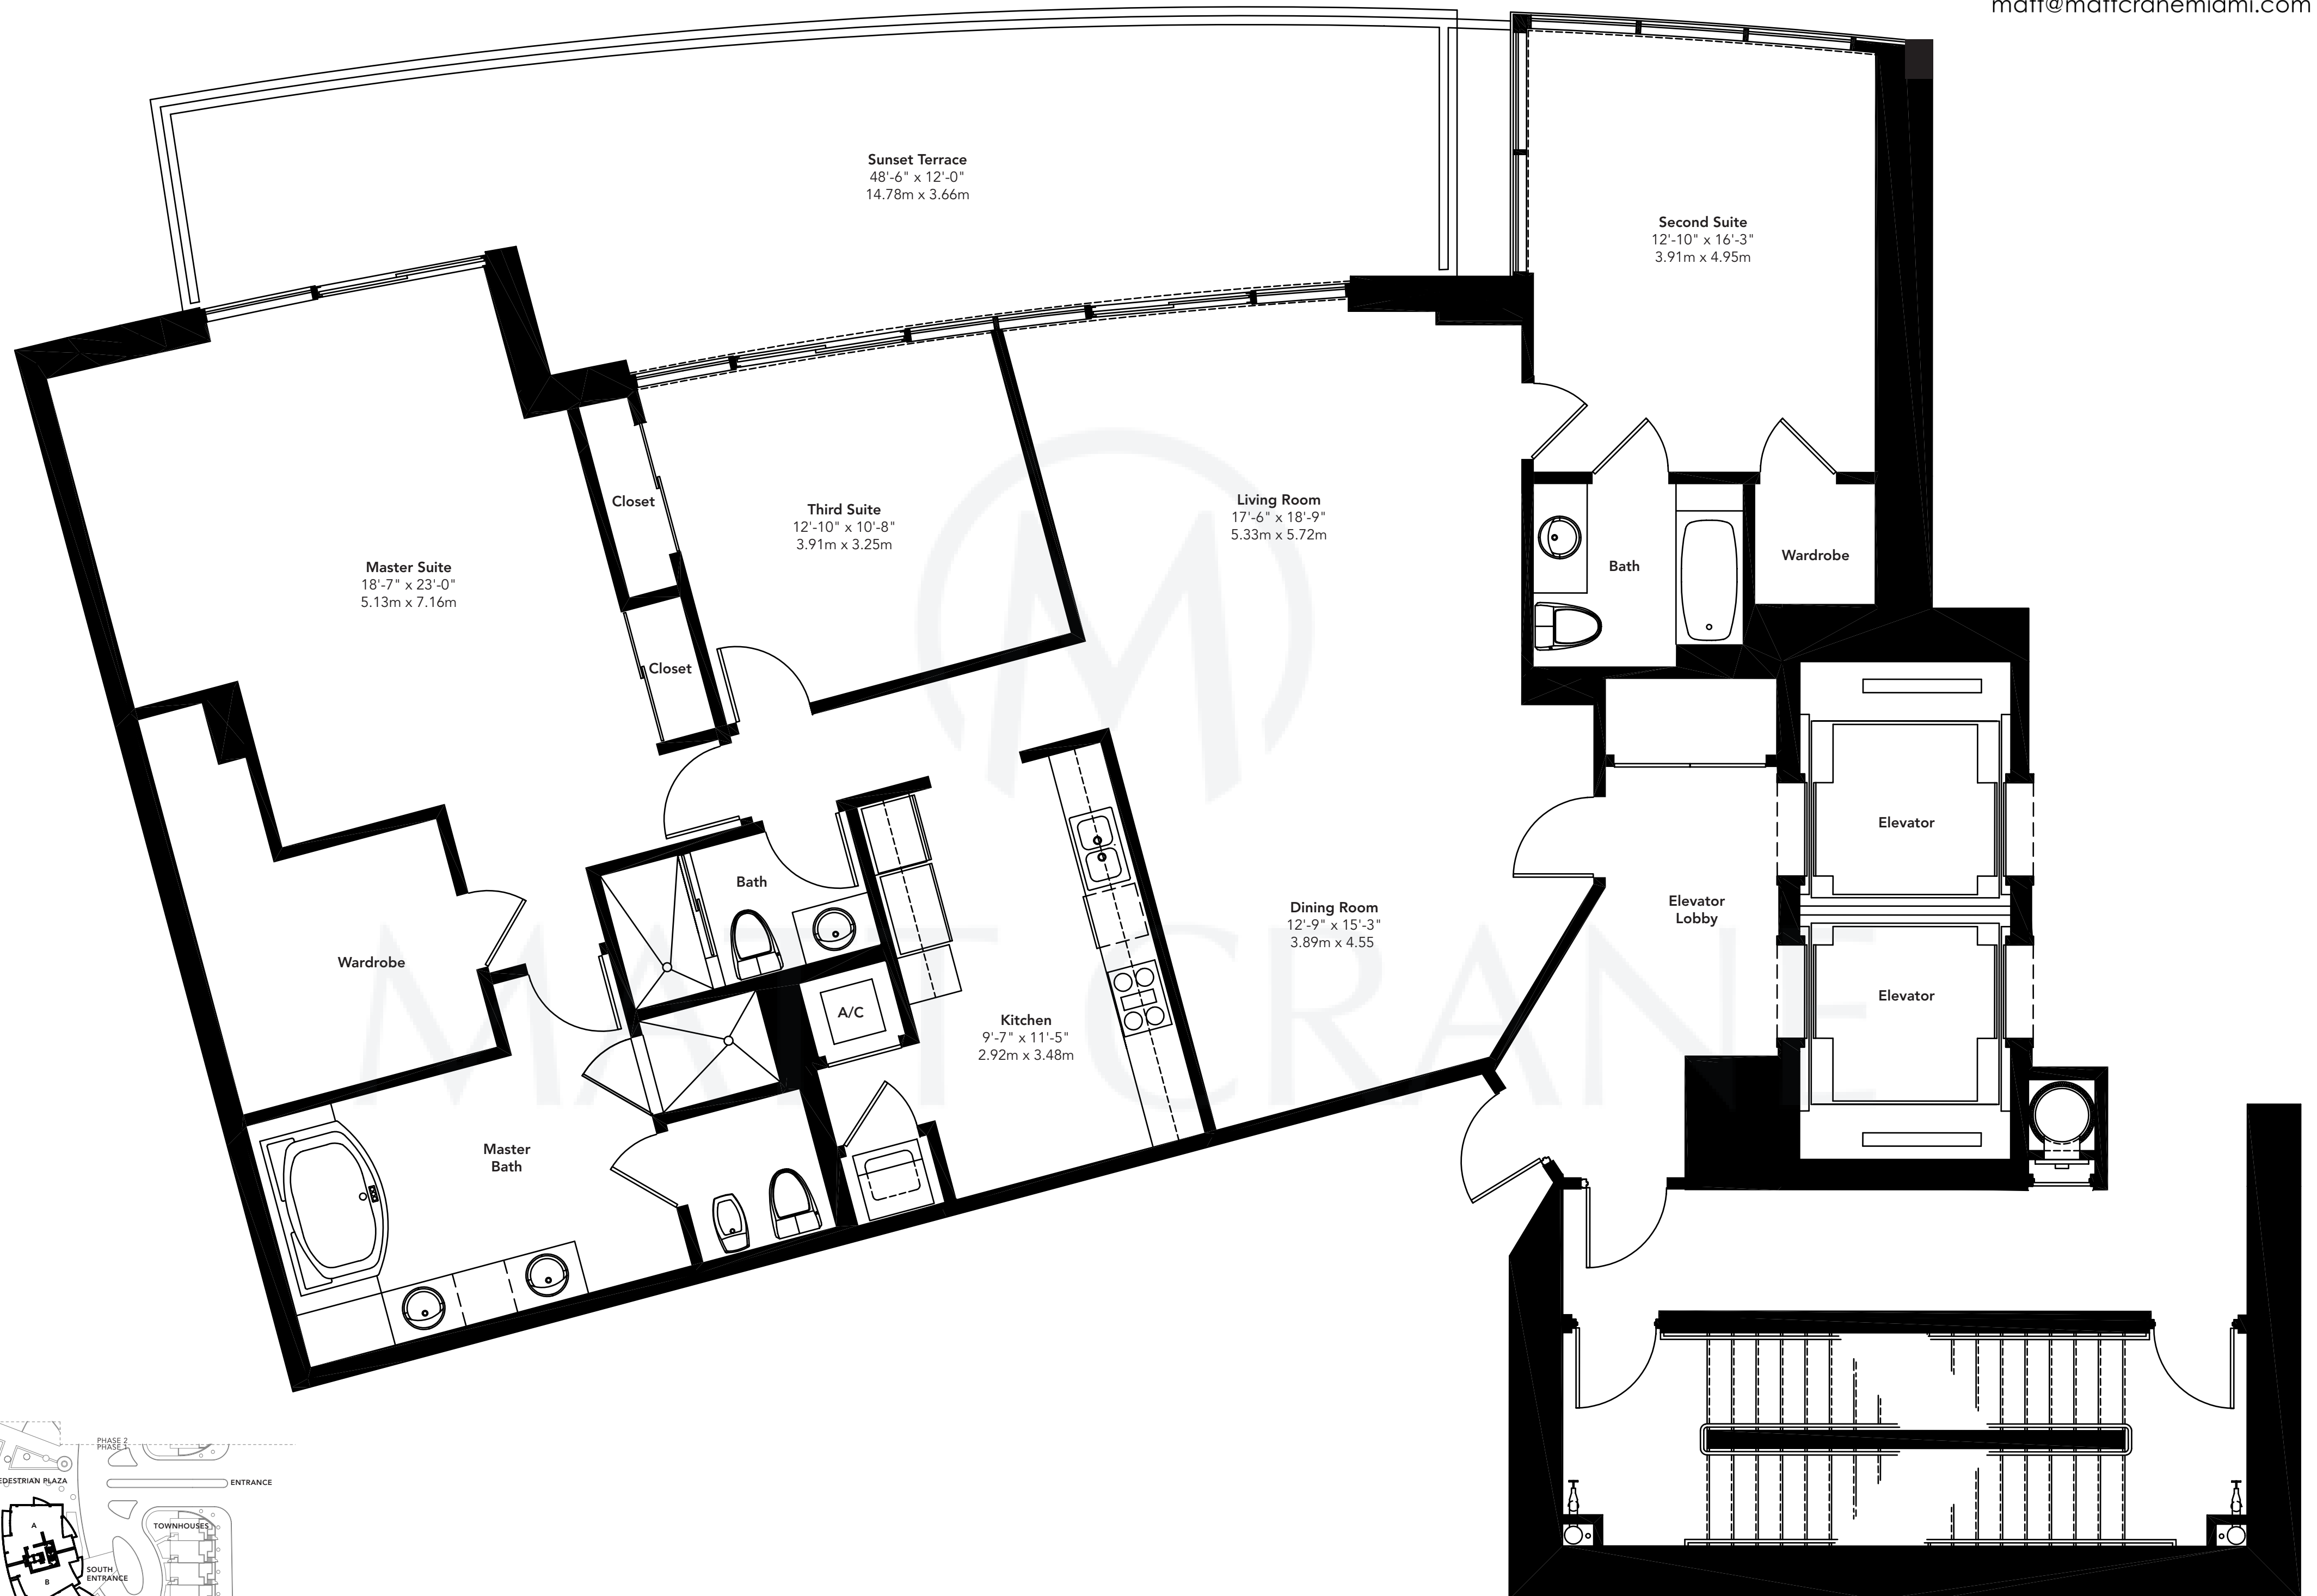 matt@mattcranemiami.com
Sunset Terrace
48'-6" x 12'-0"
14.78m x 3.66m
Second Suite
12'-10" x 16'-3"
3.91m x 4.95m
Master Suite
18'-7" x 23'-0"
5.13m x 7.16m
Closet
Closet
Third Suite
12'-10" x 10'-8"
3.91m x 3.25m
Living Room
17'-6" x 18'-9"
5.33m x 5.72m
Bath
Wardrobe
Elevator
Elevator
Lobby
Elevator
Dining Room
12'-9" x 15'-3"
3.89m x 4.55
Bath
Wardrobe
A/C
Kitchen
9'-7" x 11'-5"
2.92m x 3.48m
Master
Bath
MATT CRANE
PHASE 2
PHASE 1
EDESTRIAN PLAZA
ENTRANCE
A
TOWNHOUSES
SOUTH
ENTRANCE
B